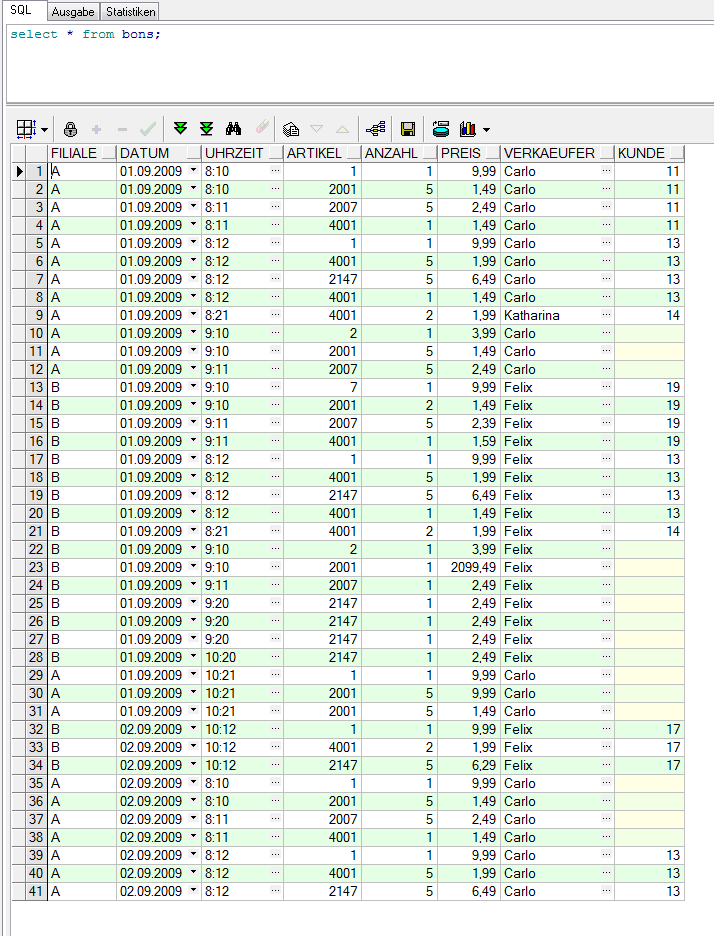 SQL Ausgabe Statistiken
select * from bons;
FILIALE DATUM UHRZEIT ARTIKEL ANZAHL PREIS VERKAEUFER KUNDE
1 A 01.09.2009 8:10 ... 1 1 9,99 Carlo ... 11
2 A 01.09.2009 8:10 ... 2001 5 1,49 Carlo ... 11
3 A 01.09.2009 8:11 ... 2007 5 2,49 Carlo ... 11
4 A 01.09.2009 8:11 ... 4001 1 1,49 Carlo ... 11
5 A 01.09.2009 8:12 ... 1 1 9,99 Carlo ... 13
6 A 01.09.2009 8:12 ... 4001 5 1,99 Carlo ... 13
7 A 01.09.2009 8:12 ... 2147 5 6,49 Carlo ... 13
8 A 01.09.2009 8:12 ... 4001 1 1,49 Carlo ... 13
9 A 01.09.2009 8:21 ... 4001 2 1,99 Katharina ... 14
10 A 01.09.2009 9:10 ... 2 1 3,99 Carlo ...
11 A 01.09.2009 9:10 ... 2001 5 1,49 Carlo ...
12 A 01.09.2009 9:11 ... 2007 5 2,49 Carlo ...
13 B 01.09.2009 9:10 ... 7 1 9,99 Felix ... 19
14 B 01.09.2009 9:10 ... 2001 2 1,49 Felix ... 19
15 B 01.09.2009 9:11 ... 2007 5 2,39 Felix ... 19
16 B 01.09.2009 9:11 ... 4001 1 1,59 Felix ... 19
17 B 01.09.2009 8:12 ... 1 1 9,99 Felix ... 13
18 B 01.09.2009 8:12 ... 4001 5 1,99 Felix ... 13
19 B 01.09.2009 8:12 ... 2147 5 6,49 Felix ... 13
20 B 01.09.2009 8:12 ... 4001 1 1,49 Felix ... 13
21 B 01.09.2009 8:21 ... 4001 2 1,99 Felix ... 14
22 B 01.09.2009 9:10 ... 2 1 3,99 Felix ...
23 B 01.09.2009 9:10 ... 2001 1 2099,49 Felix ...
24 B 01.09.2009 9:11 ... 2007 1 2,49 Felix ...
25 B 01.09.2009 9:20 ... 2147 1 2,49 Felix ...
26 B 01.09.2009 9:20 ... 2147 1 2,49 Felix ...
27 B 01.09.2009 9:20 ... 2147 1 2,49 Felix ...
28 B 01.09.2009 10:20 ... 2147 1 2,49 Felix ...
29 A 01.09.2009 10:21 ... 1 1 9,99 Carlo ...
30 A 01.09.2009 10:21 ... 2001 5 9,99 Carlo ...
31 A 01.09.2009 10:21 ... 2001 5 1,49 Carlo ...
32 B 02.09.2009 10:12 ... 1 1 9,99 Felix ... 17
33 B 02.09.2009 10:12 ... 4001 2 1,99 Felix ... 17
34 B 02.09.2009 10:12 ... 2147 5 6,29 Felix ... 17
35 A 02.09.2009 8:10 ... 1 1 9,99 Carlo ...
36 A 02.09.2009 8:10 ... 2001 5 1,49 Carlo ...
37 A 02.09.2009 8:11 ... 2007 5 2,49 Carlo ...
38 A 02.09.2009 8:11 ... 4001 1 1,49 Carlo ...
39 A 02.09.2009 8:12 ... 1 1 9,99 Carlo ... 13
40 A 02.09.2009 8:12 ... 4001 5 1,99 Carlo ... 13
41 A 02.09.2009 8:12 ... 2147 5 6,49 Carlo ... 13